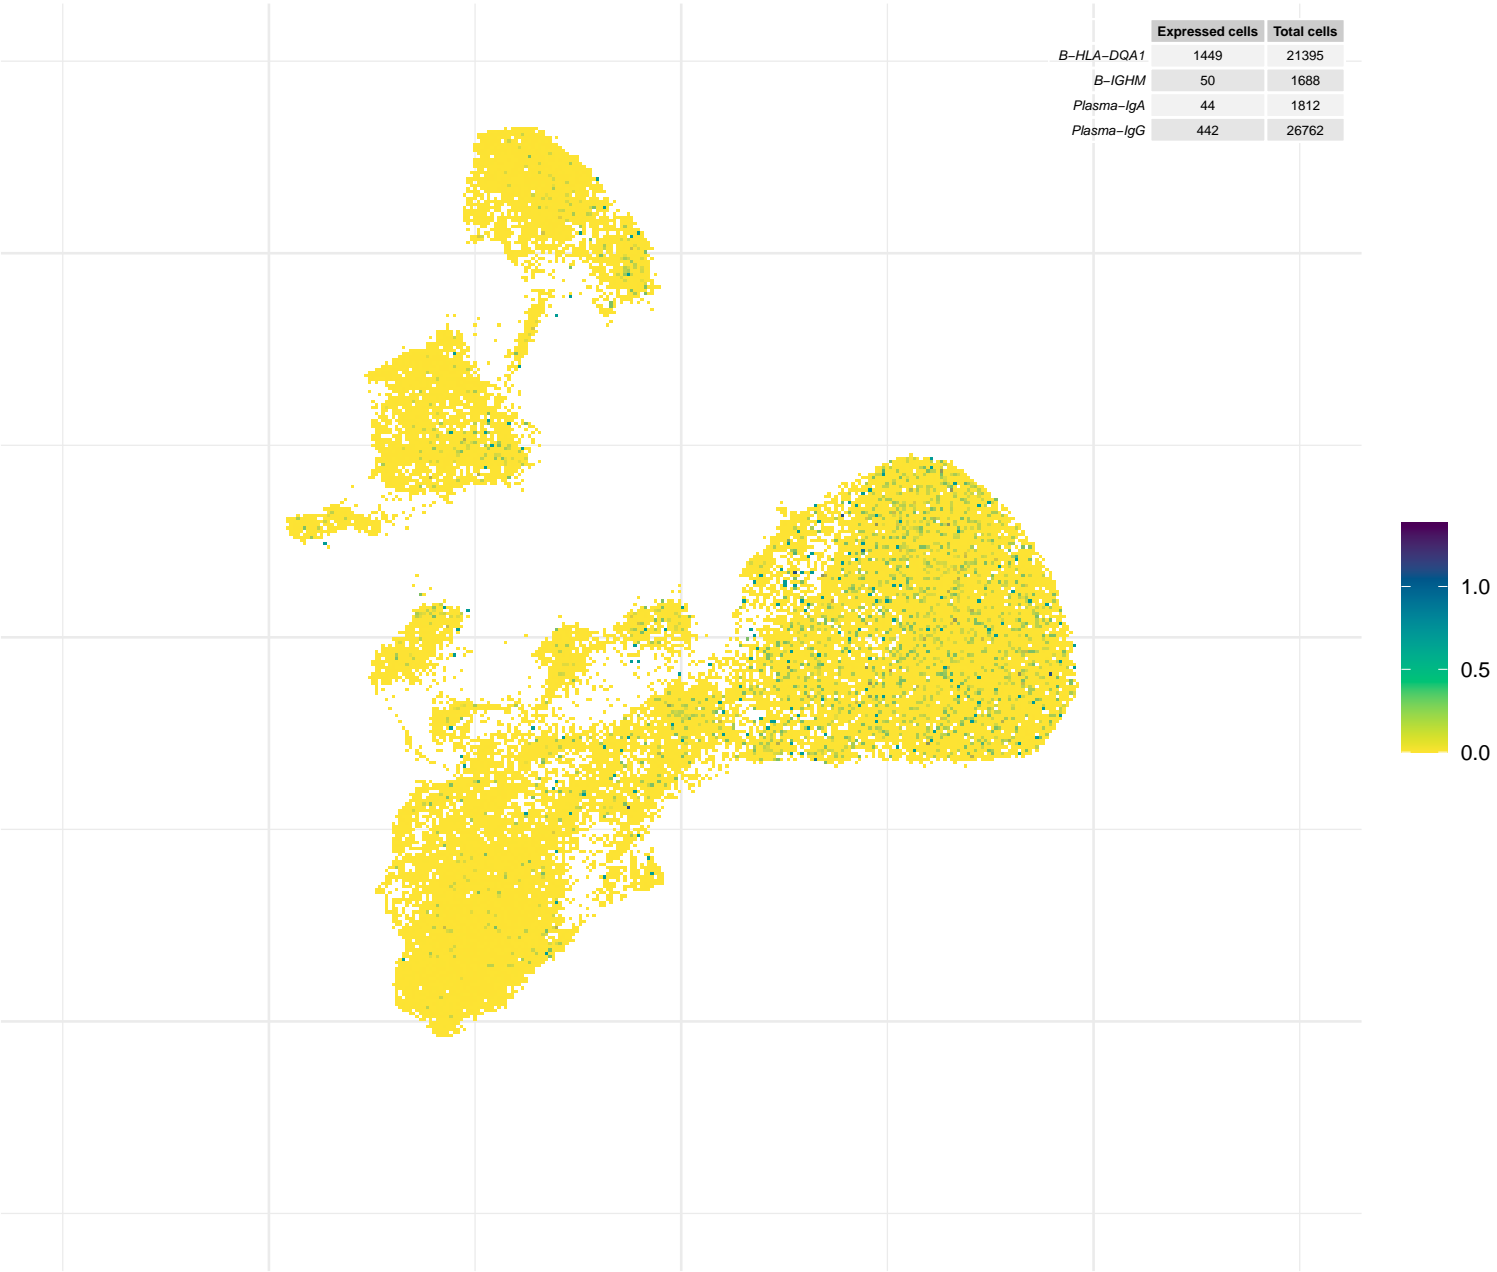 Expressed cells Total cells
B−HLA−DQA1 1449 21395
B−IGHM 50 1688
Plasma−IgA 44 1812
Plasma−IgG 442 26762
1.0
0.5
0.0